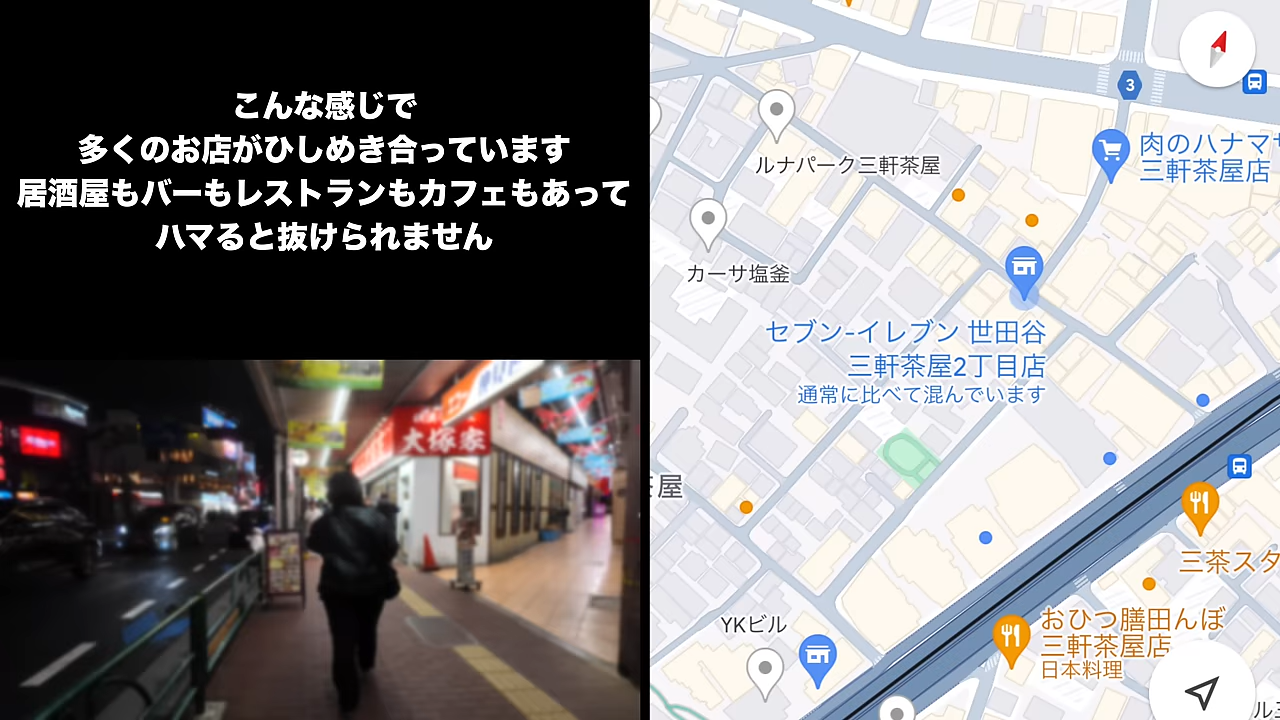 こんな感じで
多くのお店がひしめき合っています
居酒屋もバーもレストランもカフェもあって
ハマると抜けられません
大塚家
3
肉のハナマサ
三軒茶屋店
ルナパーク三軒茶屋
カーサ塩釜
セブン-イレブン 世田谷
三軒茶屋2丁目店
通常に比べて混んでいます
屋
三茶スタ
YKビル
おひつ膳田んぼ
三軒茶屋店
日本料理